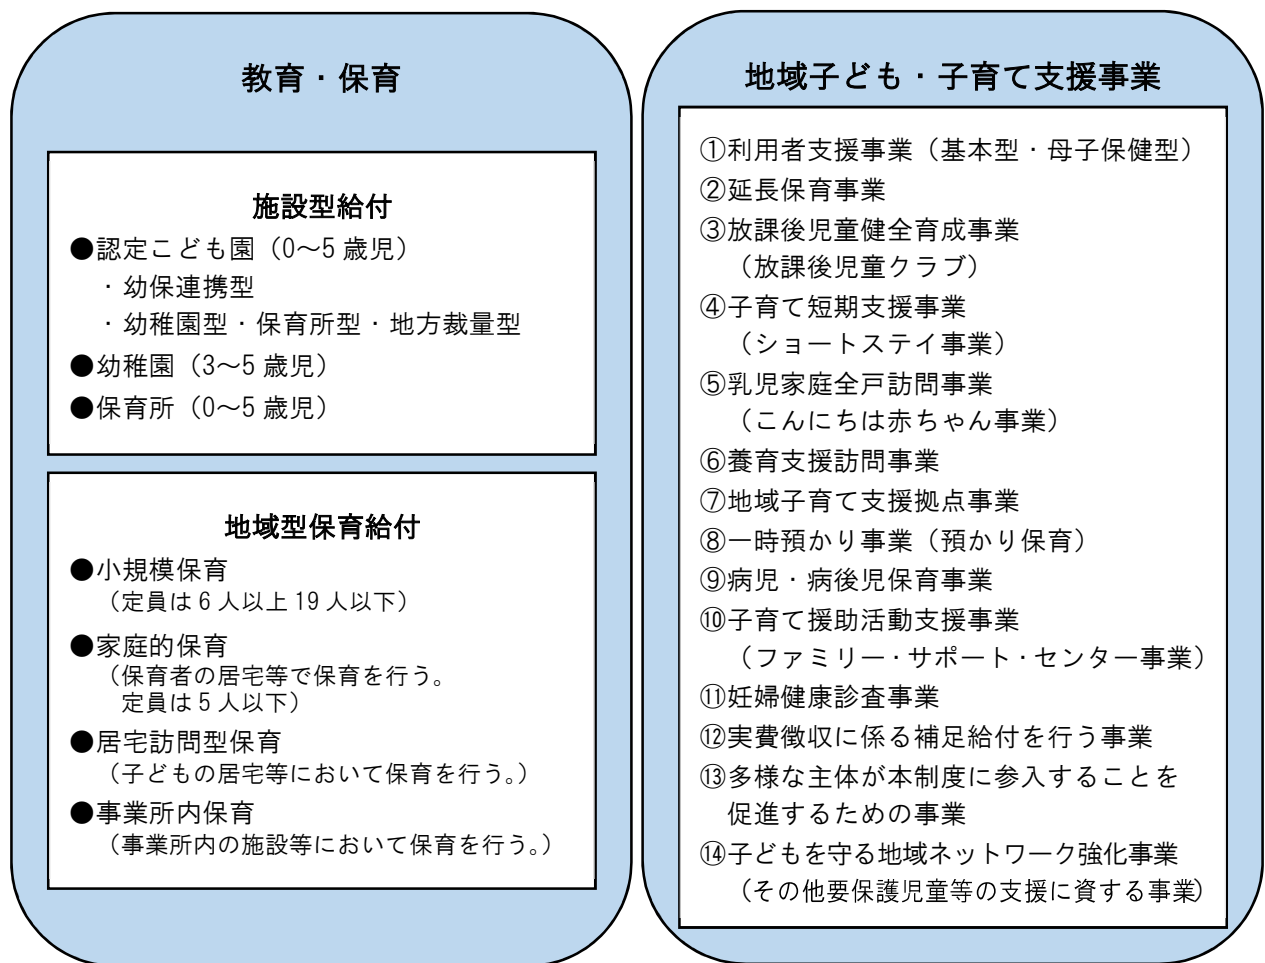 教育・保育
施設型給付
●認定こども園（0～5 歳児）
・幼保連携型
・幼稚園型・保育所型・地方裁量型
●幼稚園（3～5 歳児）
●保育所（0～5 歳児）
地域型保育給付
●小規模保育
（定員は 6 人以上 19 人以下）
●家庭的保育
（保育者の居宅等で保育を行う。
定員は 5 人以下）
●居宅訪問型保育
（子どもの居宅等において保育を行う。）
●事業所内保育
（事業所内の施設等において保育を行う。）
地域子ども・子育て支援事業
①利用者支援事業（基本型・母子保健型）
②延長保育事業
③放課後児童健全育成事業
（放課後児童クラブ）
④子育て短期支援事業
（ショートステイ事業）
⑤乳児家庭全戸訪問事業
（こんにちは赤ちゃん事業）
⑥養育支援訪問事業
⑦地域子育て支援拠点事業
⑧一時預かり事業（預かり保育）
⑨病児・病後児保育事業
⑩子育て援助活動支援事業
（ファミリー・サポート・センター事業）
⑪妊婦健康診査事業
⑫実費徴収に係る補足給付を行う事業
⑬多様な主体が本制度に参入することを
促進するための事業
⑭子どもを守る地域ネットワーク強化事業
（その他要保護児童等の支援に資する事業）